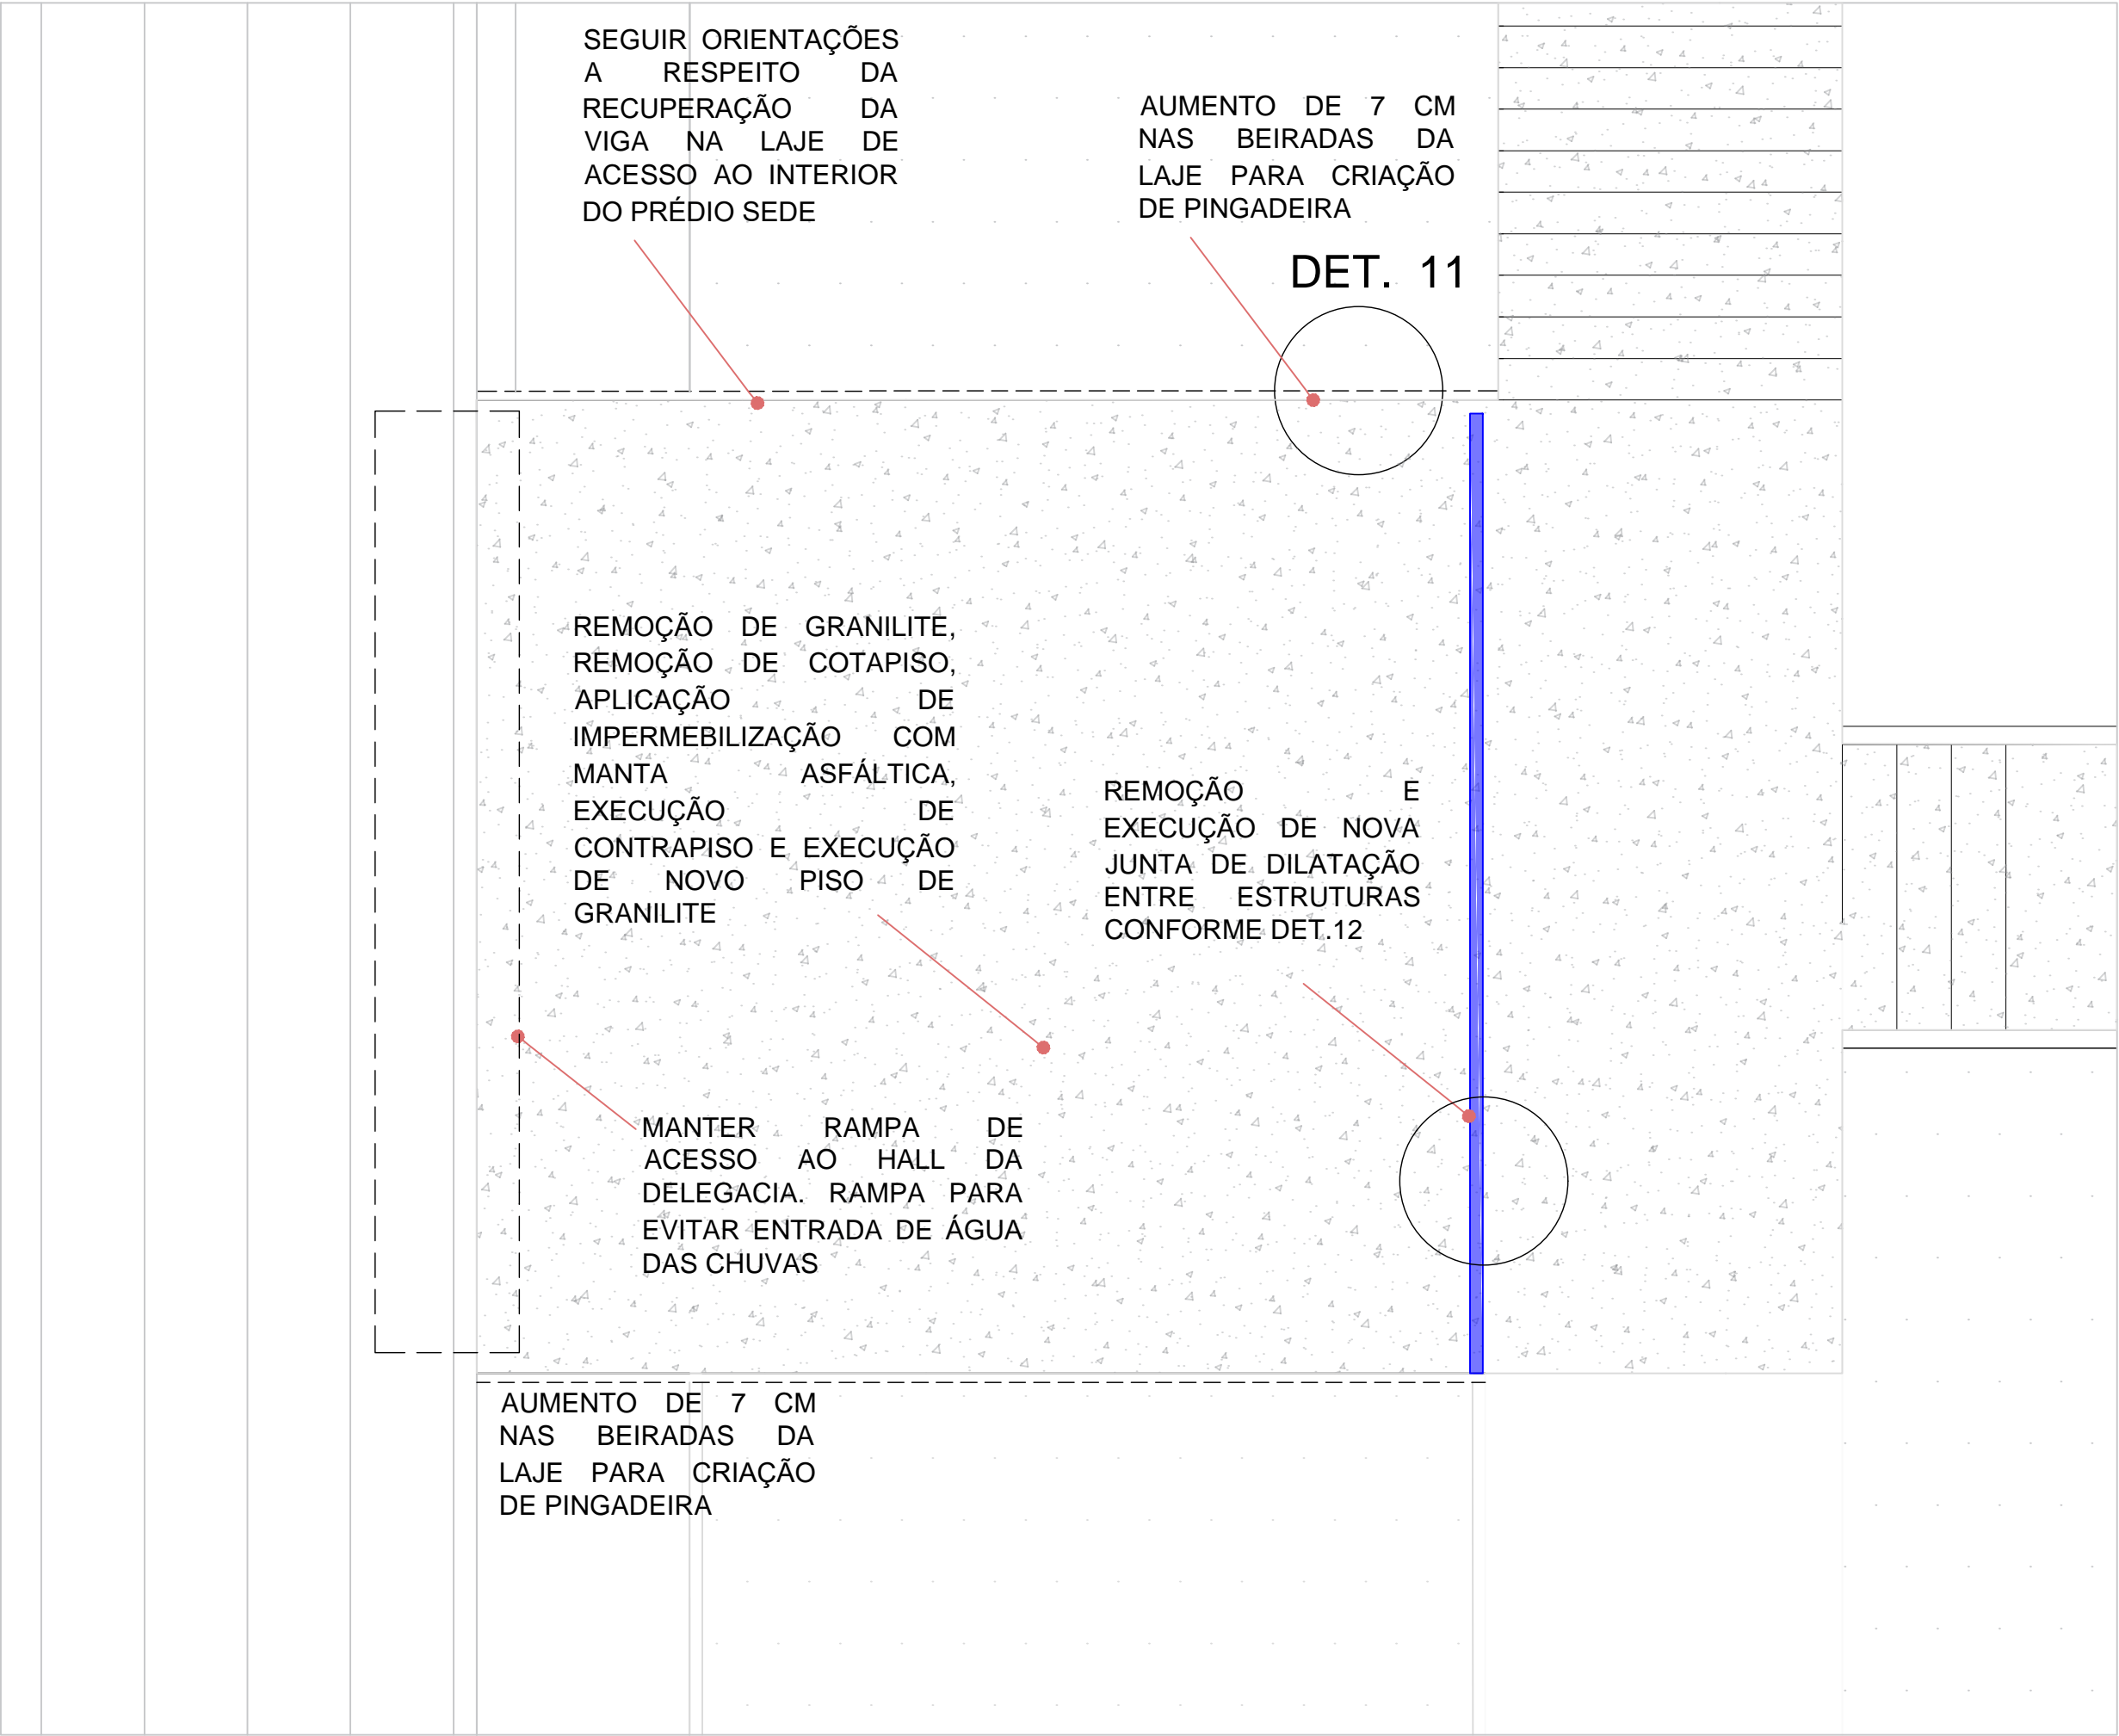 SEGUIR ORIENTAÇÕES
A RESPEITO DA
RECUPERAÇÃO DA
VIGA NA LAJE DE
ACESSO AO INTERIOR
DO PRÉDIO SEDE
AUMENTO DE 7 CM
NAS BEIRADAS DA
LAJE PARA CRIAÇÃO
DE PINGADEIRA
DET. 11
REMOÇÃO DE GRANILITE,
REMOÇÃO DE COTAPISO,
APLICAÇÃO DE
IMPERMEBILIZAÇÃO COM
MANTA ASFÁLTICA,
EXECUÇÃO DE
CONTRAPISO E EXECUÇÃO
DE NOVO PISO DE
GRANILITE
REMOÇÃO E
EXECUÇÃO DE NOVA
JUNTA DE DILATAÇÃO
ENTRE ESTRUTURAS
CONFORME DET.12
MANTER RAMPA DE
ACESSO AO HALL DA
DELEGACIA. RAMPA PARA
EVITAR ENTRADA DE ÁGUA
DAS CHUVAS
AUMENTO DE 7 CM
NAS BEIRADAS DA
LAJE PARA CRIAÇÃO
DE PINGADEIRA